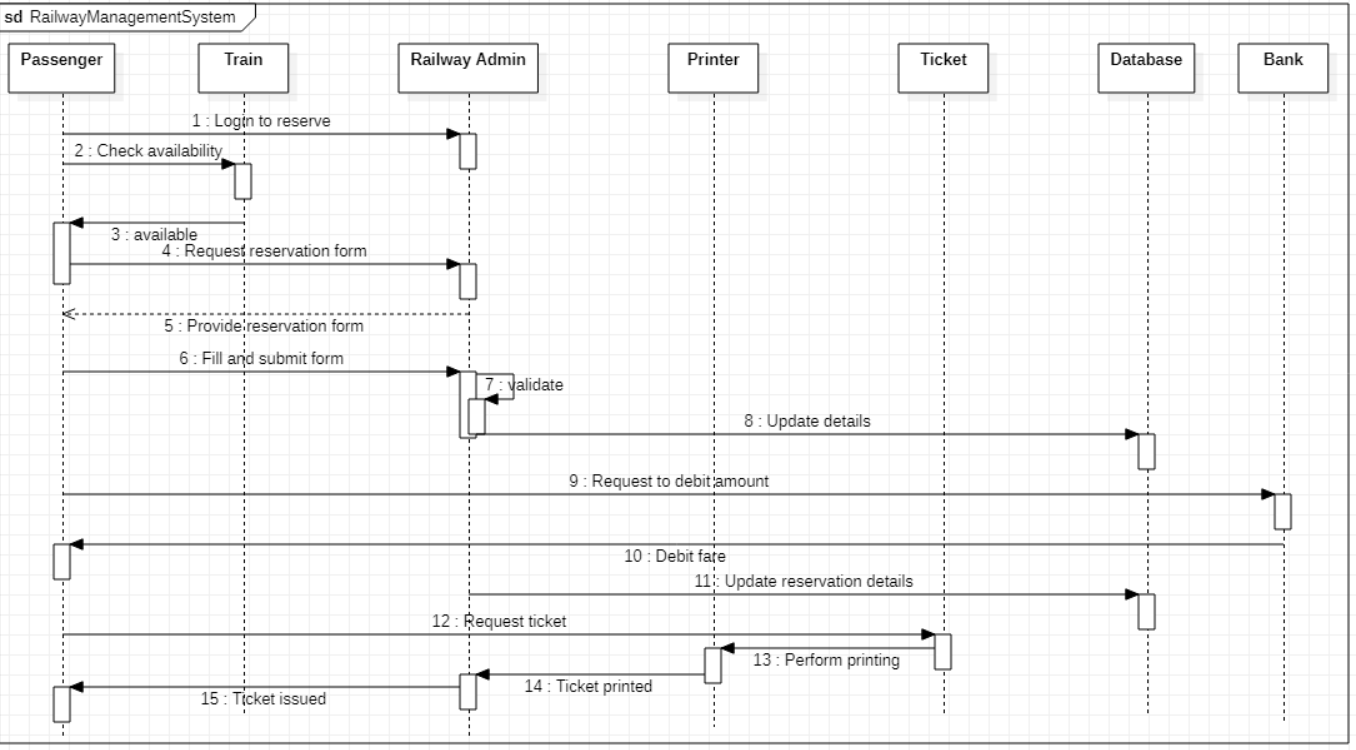 sd RailwayManagementSystem
Passenger
Train
Railway Admin
Printer
Ticket
Database
Bank
1 : Login to reserve
2 : Check availability
3 : available
4 : Request reservation form
5 : Provide reservation form
6 : Fill and submit form
7 : validate
8 : Update details
9 : Request to debit amount
10 : Debit fare
11 : Update reservation details
12 : Request ticket
13 : Perform printing
14 : Ticket printed
15 : Ticket issued